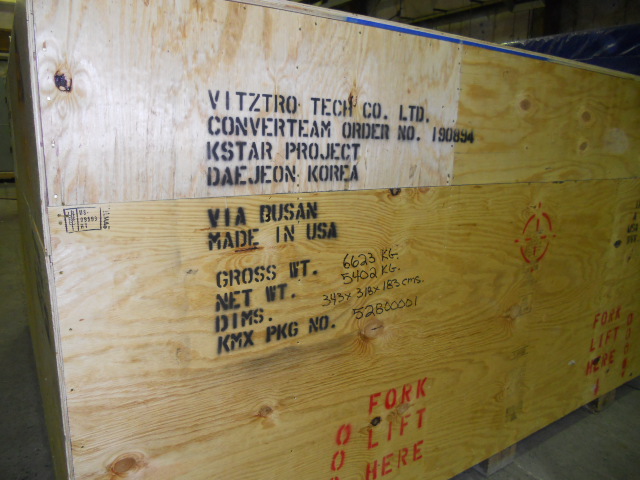 VITZTRO TECH CO. LTD.
CONVERTEAM ORDER NO. 190894
KSTAR PROJECT
DAEJEON KOREA
VIA BUSAN
MADE IN USA
GROSS WT. 6623 KG.
NET WT. 5402 KG.
DIMS. 343 X 318 X 183 cms.
KMX PKG NO. 52800001
FORK
LIFT
HERE
FORK
LIFT
HERE